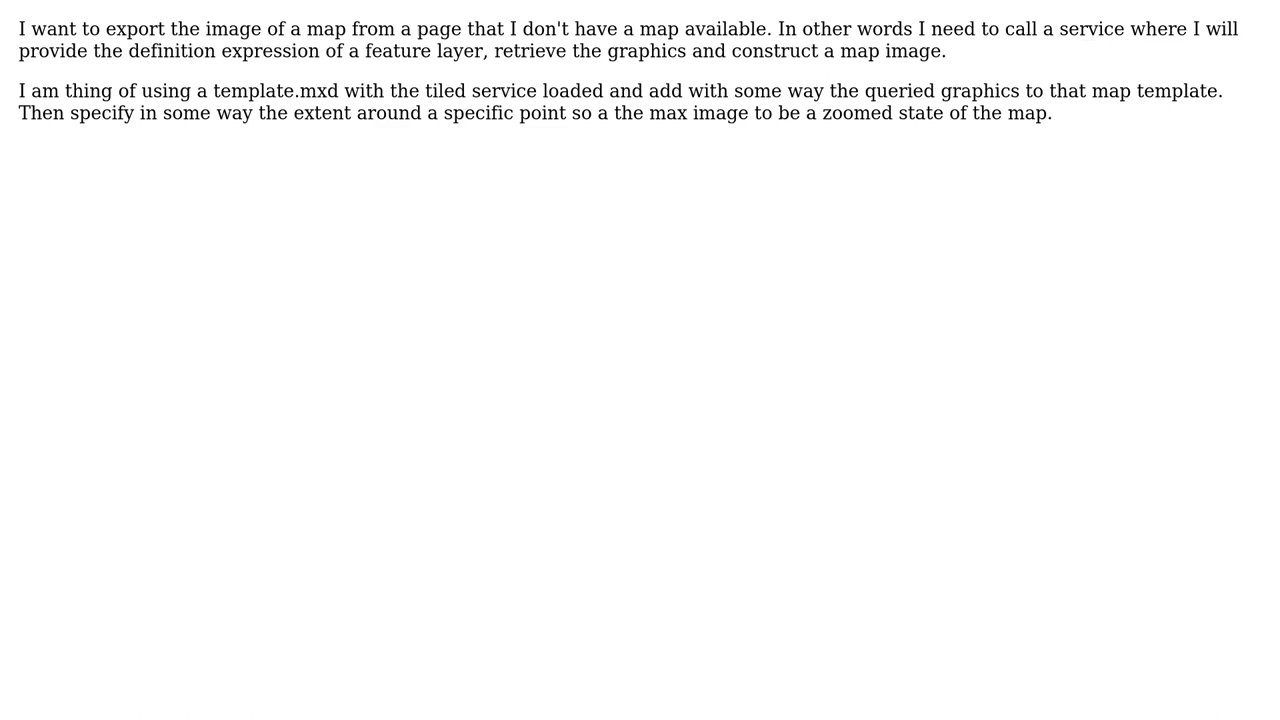 I want to export the image of a map from a page that I don't have a map available. In other words I need to call a service where I will
provide the definition expression of a feature layer, retrieve the graphics and construct a map image.
I am thing of using a template.mxd with the tiled service loaded and add with some way the queried graphics to that map template.
Then specify in some way the extent around a specific point so a the max image to be a zoomed state of the map.